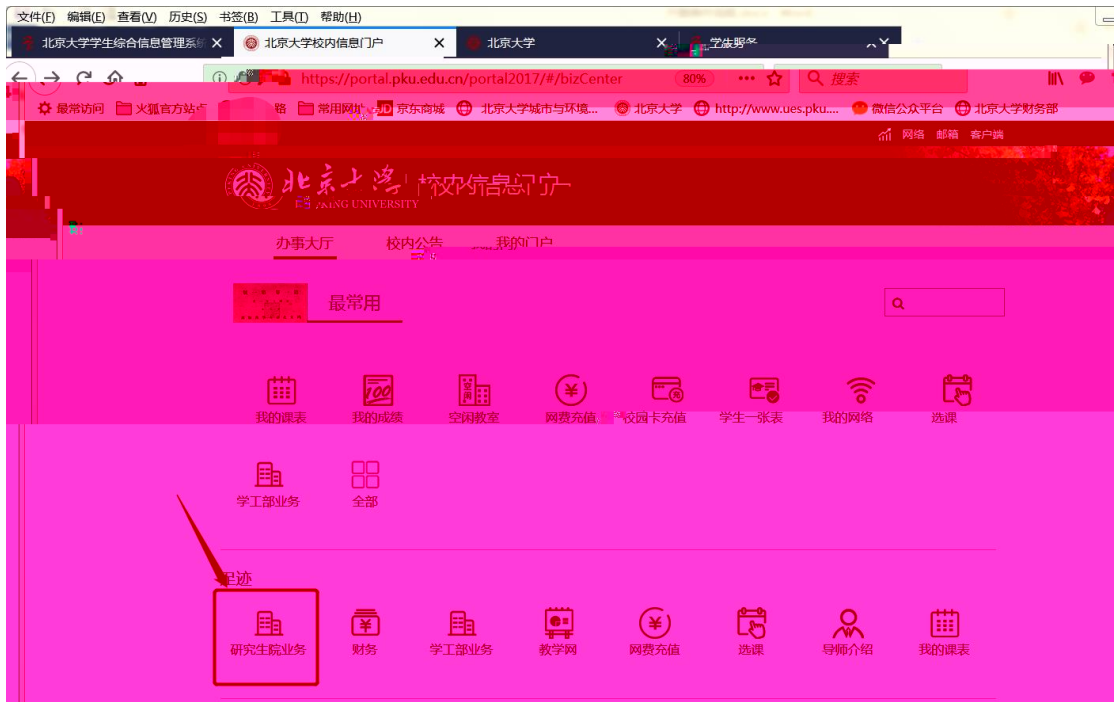 文件(F) 编辑(E) 查看(V) 历史(S) 书签(B) 工具(T) 帮助(H)
北京大学学生综合信息管理系统 北京大学校内信息门户 北京大学
https://portal.pku.edu.cn/portal2017/#/bizCenter 80% 搜索
最常访问 火狐官方站点 常用网址 JD 京东商城 北京大学城市与环境... 北京大学 http://www.ues.pku.... 微信公众平台 北京大学财务部
网络 邮箱 客户端
北京大学 校内信息门户
UNIVERSITY
办事大厅 校内公告 我的门户
最常用
我的课表 我的成绩 空闲教室 网费充值 校园卡充值 学生一张表 我的网络 选课
学工部业务 全部
足迹
研究生院业务 财务 学工部业务 教学网 网费充值 选课 导师介绍 我的课表